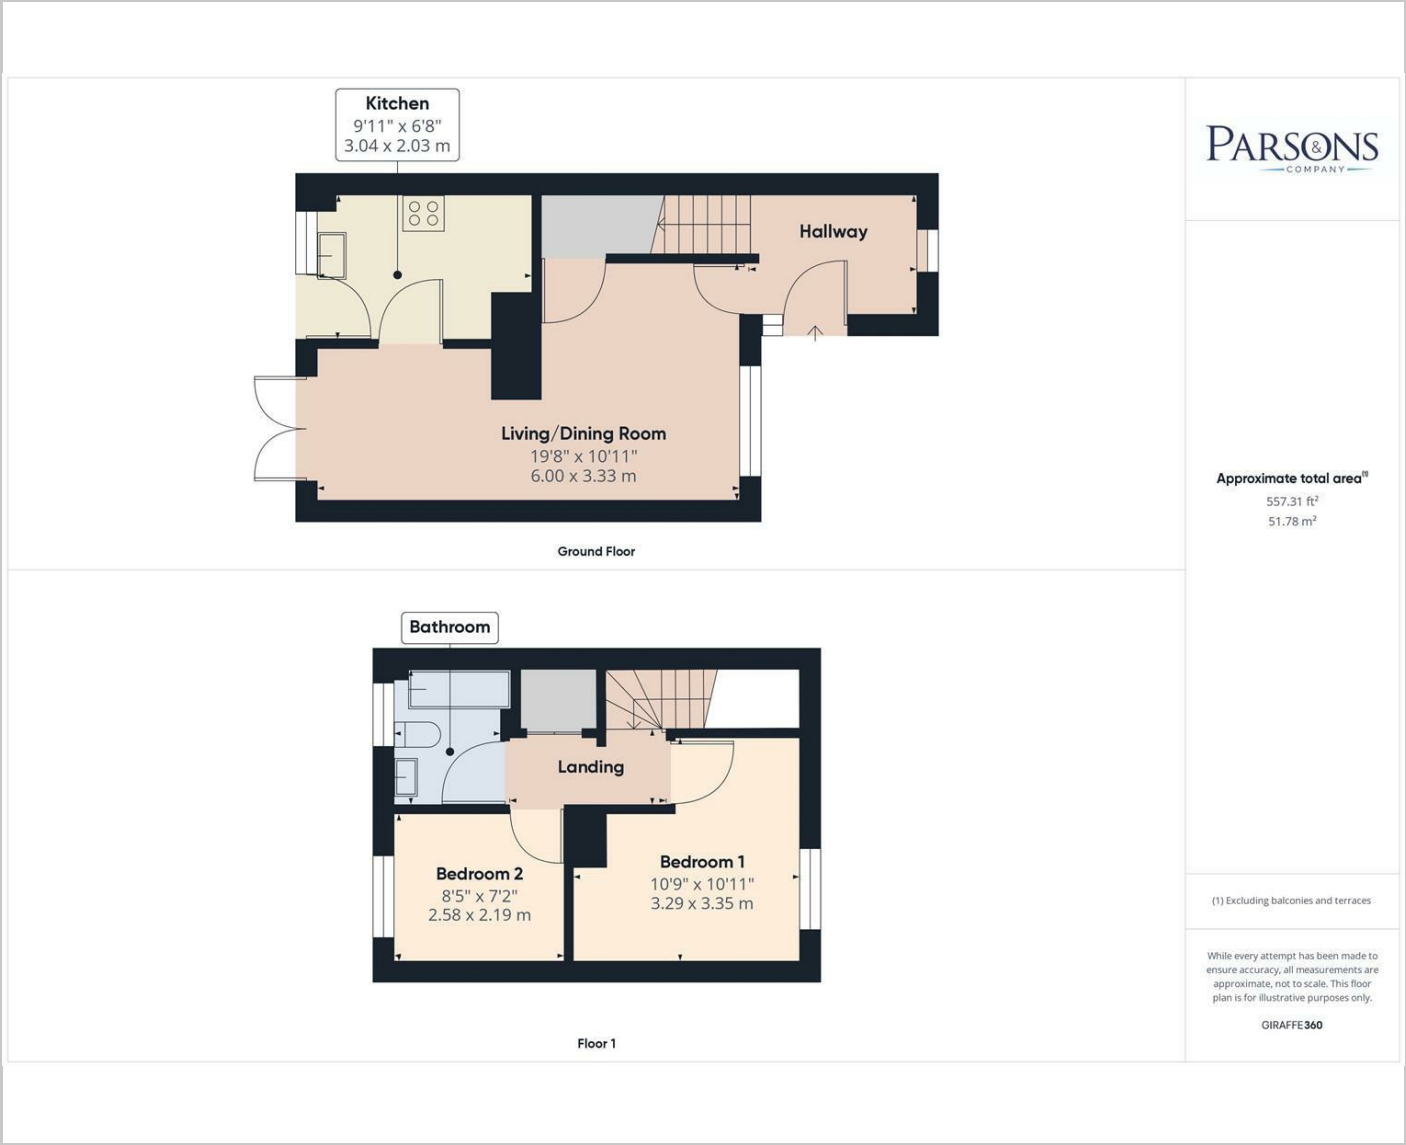 Kitchen
9'11" x 6'8"
3.04 x 2.03 m
Hallway
Living/Dining Room
19'8" x 10'11"
6.00 x 3.33 m
Ground Floor
Bathroom
Landing
Bedroom 2
8'5" x 7'2"
2.58 x 2.19 m
Bedroom 1
10'9" x 10'11"
3.29 x 3.35 m
Floor 1
PARSONS
&
COMPANY
Approximate total area⁽¹⁾
557.31 ft²
51.78 m²
(1) Excluding balconies and terraces
While every attempt has been made to
ensure accuracy, all measurements are
approximate, not to scale. This floor
plan is for illustrative purposes only.
GIRAFFE360